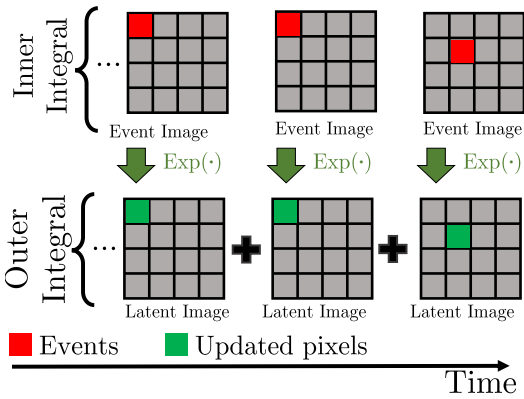 Inner
Integral
...
Event Image
Event Image
Event Image
Exp(·)
Exp(·)
Exp(·)
Outer
Integral
...
Latent Image
Latent Image
Latent Image
Events
Updated pixels
Time